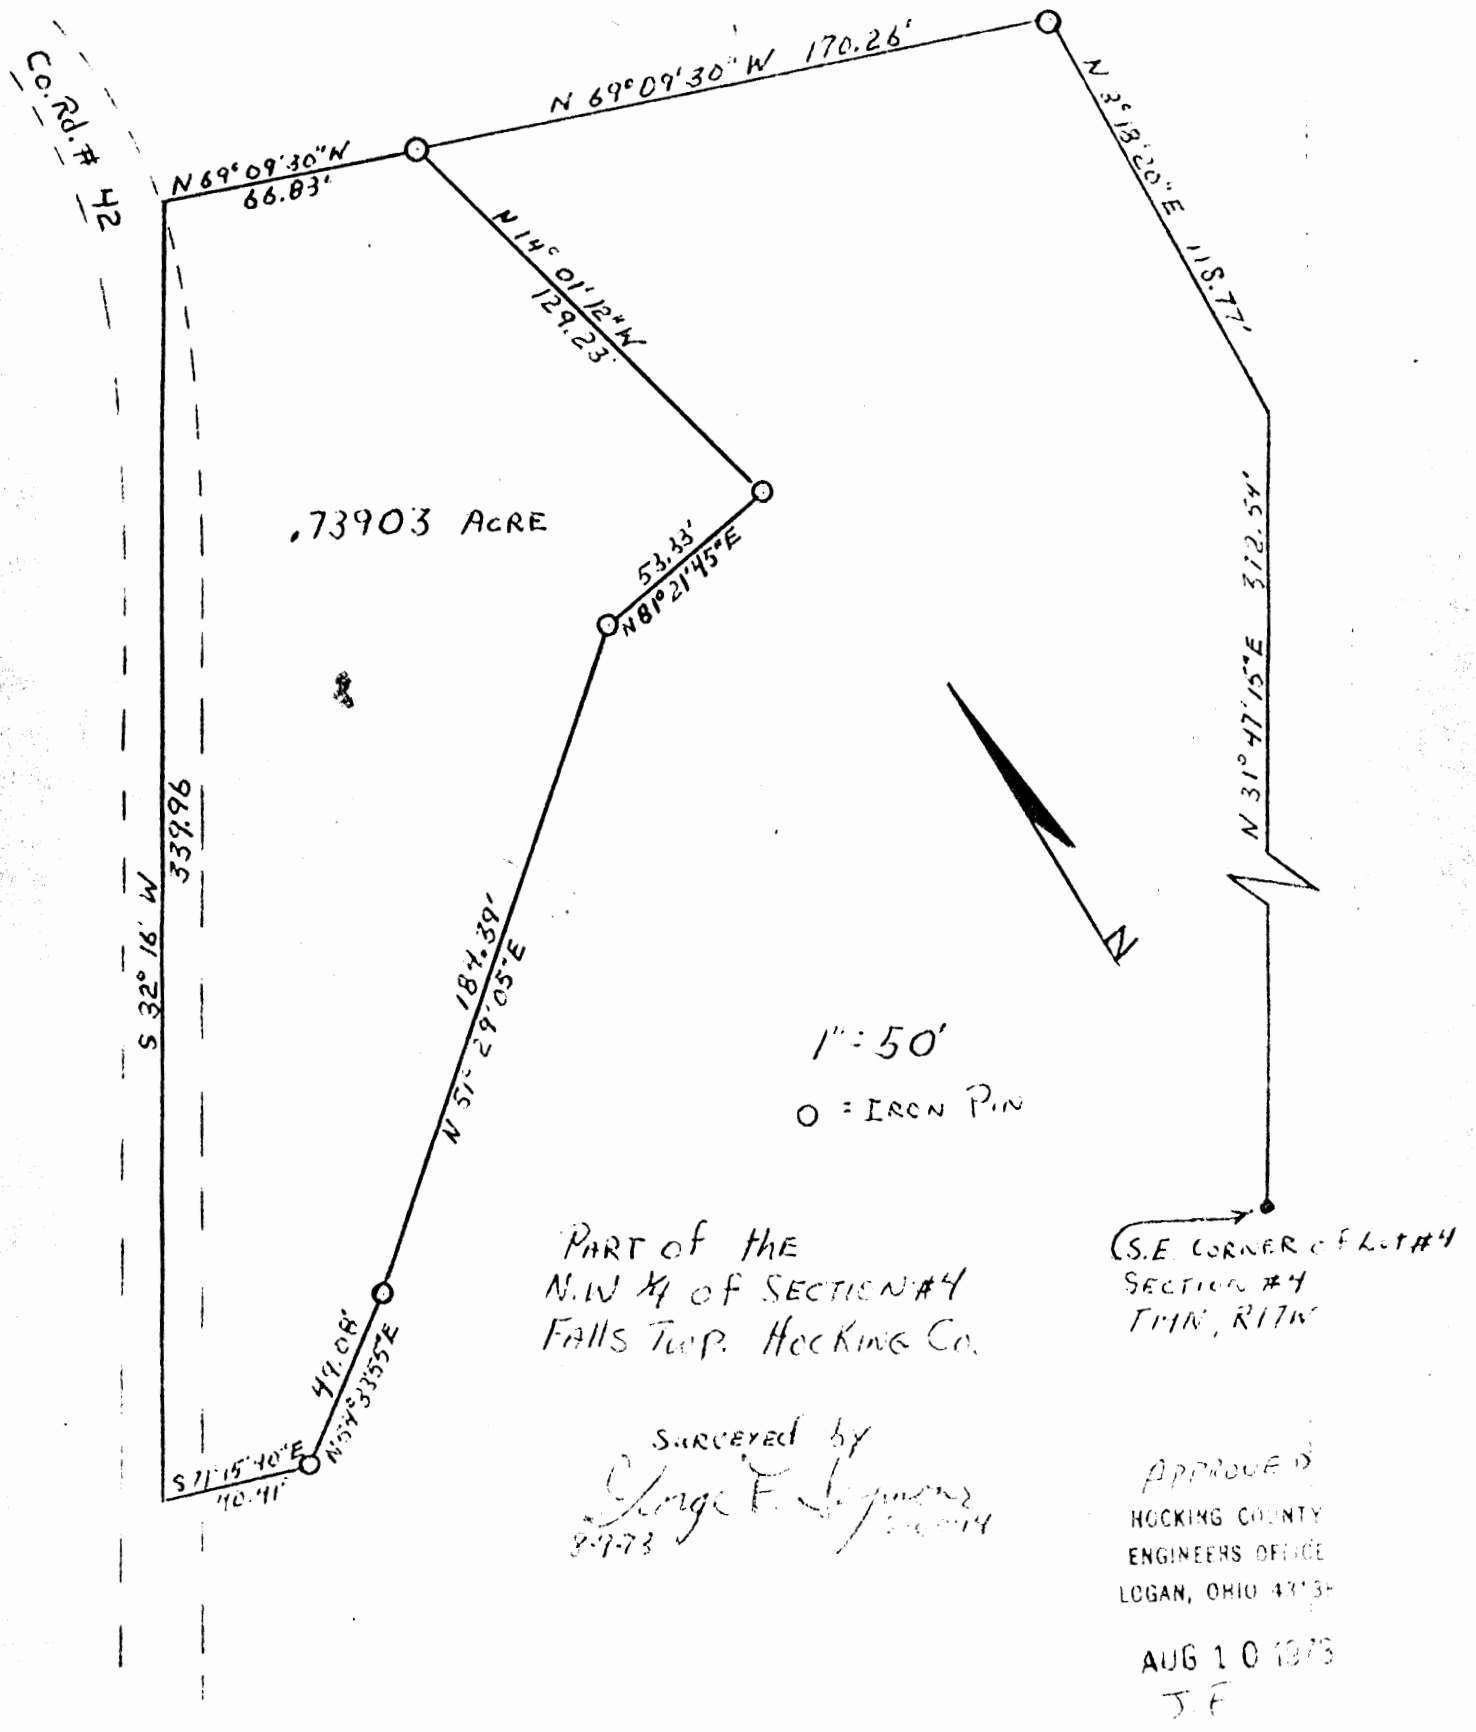 Co. Rd. # 42
N 69° 09' 30" W 170.26'
N 69° 09' 30" W
66.83'
N 3° 18' 20" E 118.77'
N 14° 01' 12" W
129.23'
.73903 ACRE
53.33'
N 81° 21' 45" E
N 31° 47' 15" E 312.54'
S 32° 16' W
339.96
184.39'
N 51° 29' 05" E
N
1" = 50'
O = IRON PIN
PART of thE
N.W 1/4 of SECTION #4
FAllS Twp. HocKING Co.
S.E. CORNER OF Lot #4
SECTION #4
R17W
49.08'
N 54° 33' 55" E
S 71° 15' 40" E
40.41'
Surveyed by
George F.
8-9-73
APPROVED
HOCKING COUNTY
ENGINEERS OFFICE
LOGAN, OHIO
AUG 10 1973
J. F